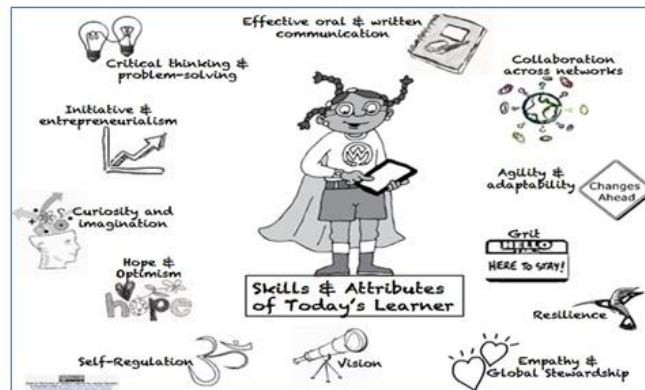 Effective oral & written
communication
Critical thinking &
problem-solving
Collaboration
across networks
Initiative &
entrepreneurialism
Agility &
adaptability
Changes
Ahead
Curiosity and
imagination
Grit
HELLO
HERE TO STAY!
Hope &
Optimism
hope
Skills & Attributes
of Today's Learner
Resilience
Self-Regulation
Vision
Empathy &
Global Stewardship